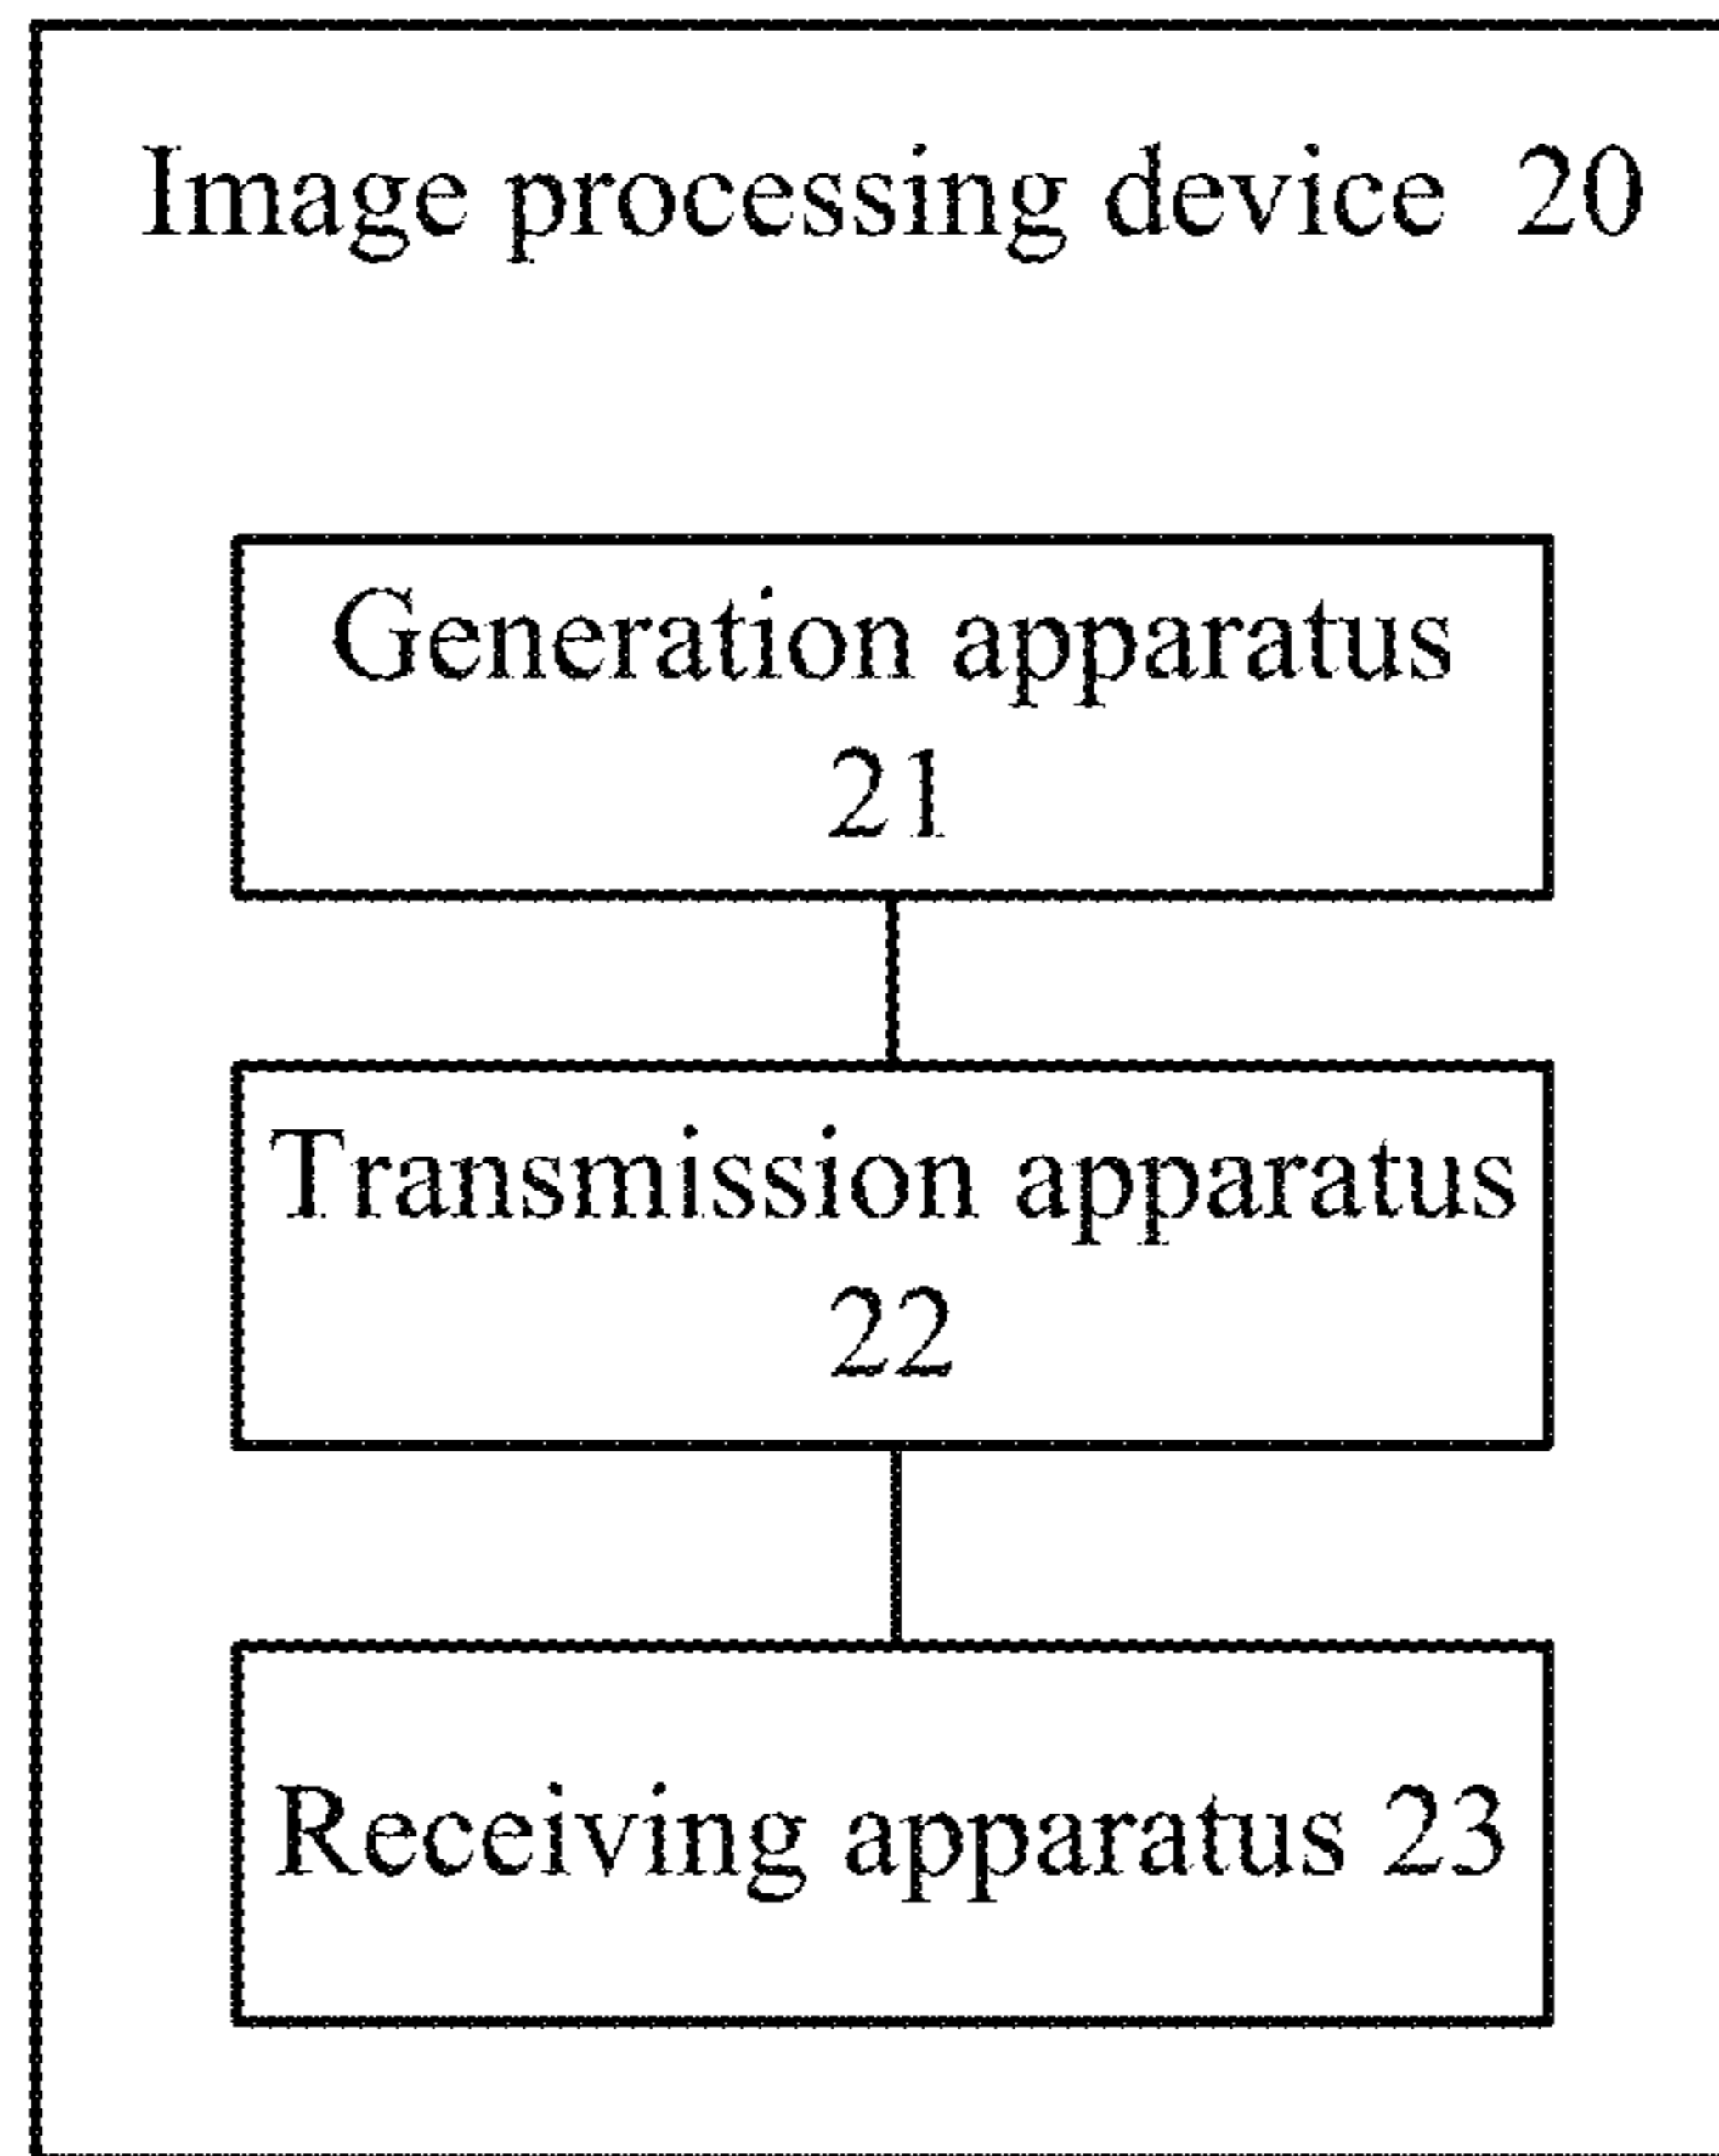 Image processing device 20
Generation apparatus
21
Transmission apparatus
22
Receiving apparatus 23